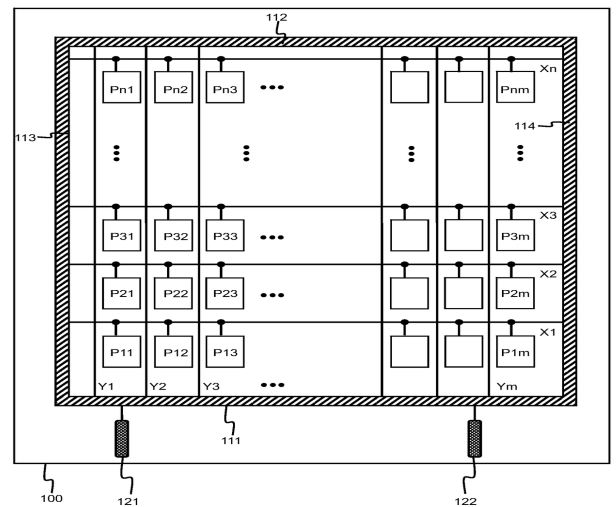 112
Xn
Pn1 Pn2 Pn3 ••• Pnm
113
114
X3
P31 P32 P33 ••• P3m
X2
P21 P22 P23 ••• P2m
X1
P11 P12 P13 P1m
Y1 Y2 Y3 ••• Ym
111
100 121 122